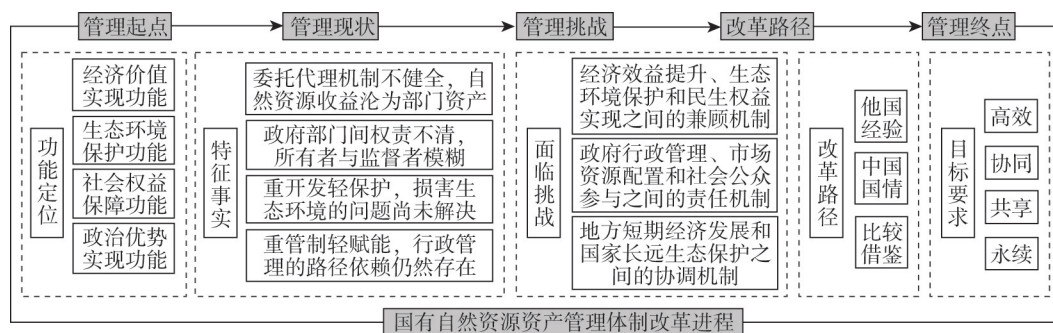 管理起点
管理现状
管理挑战
改革路径
管理终点
功能定位
经济价值
实现功能
生态环境
保护功能
社会权益
保障功能
政治优势
实现功能
特征事实
委托代理机制不健全，自
然资源收益沦为部门资产
政府部门间权责不清，
所有者与监督者模糊
重开发轻保护，损害生
态环境的问题尚未解决
重管制轻赋能，行政管
理的路径依赖仍然存在
面临挑战
经济效益提升、生态
环境保护和民生权益
实现之间的兼顾机制
政府行政管理、市场
资源配置和社会公众
参与之间的责任机制
地方短期经济发展和
国家长远生态保护之
间的协调机制
改革路径
他国
经验
中国
国情
比较
借鉴
目标要求
高效
协同
共享
永续
国有自然资源资产管理体制改革进程